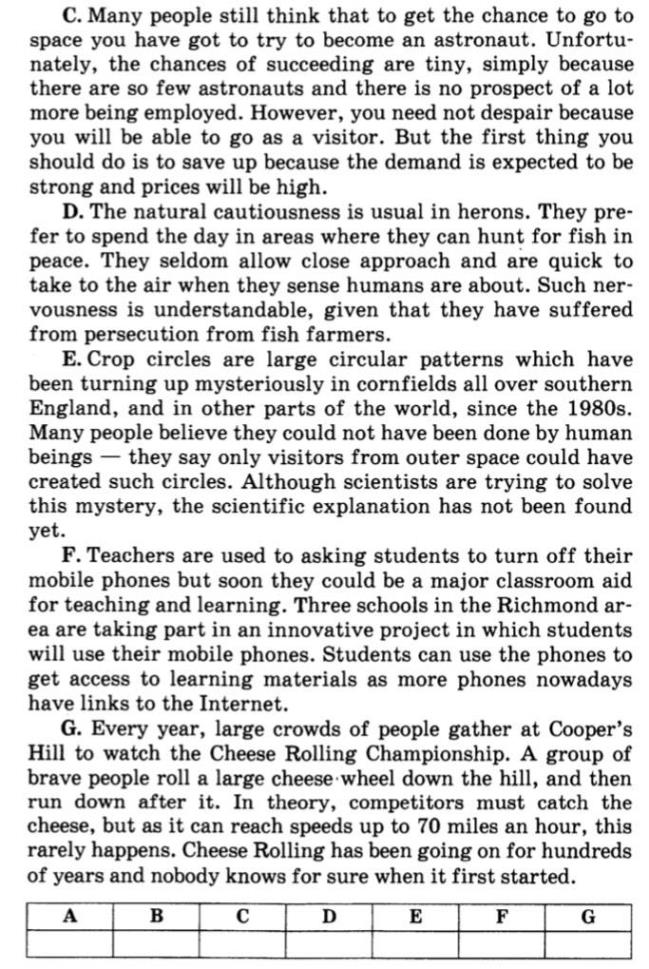 C. Many people still think that to get the chance to go to
space you have got to try to become an astronaut. Unfortu-
nately, the chances of succeeding are tiny, simply because
there are so few astronauts and there is no prospect of a lot
more being employed. However, you need not despair because
you will be able to go as a visitor. But the first thing you
should do is to save up because the demand is expected to be
strong and prices will be high.
D. The natural cautiousness is usual in herons. They pre-
fer to spend the day in areas where they can hunt for fish in
peace. They seldom allow close approach and are quick to
take to the air when they sense humans are about. Such ner-
vousness is understandable, given that they have suffered
from persecution from fish farmers.
E. Crop circles are large circular patterns which have
been turning up mysteriously in cornfields all over southern
England, and in other parts of the world, since the 1980s.
Many people believe they could not have been done by human
beings — they say only visitors from outer space could have
created such circles. Although scientists are trying to solve
this mystery, the scientific explanation has not been found
yet.
F. Teachers are used to asking students to turn off their
mobile phones but soon they could be a major classroom aid
for teaching and learning. Three schools in the Richmond ar-
ea are taking part in an innovative project in which students
will use their mobile phones. Students can use the phones to
get access to learning materials as more phones nowadays
have links to the Internet.
G. Every year, large crowds of people gather at Cooper's
Hill to watch the Cheese Rolling Championship. A group of
brave people roll a large cheese wheel down the hill, and then
run down after it. In theory, competitors must catch the
cheese, but as it can reach speeds up to 70 miles an hour, this
rarely happens. Cheese Rolling has been going on for hundreds
of years and nobody knows for sure when it first started.
A B C D E F G